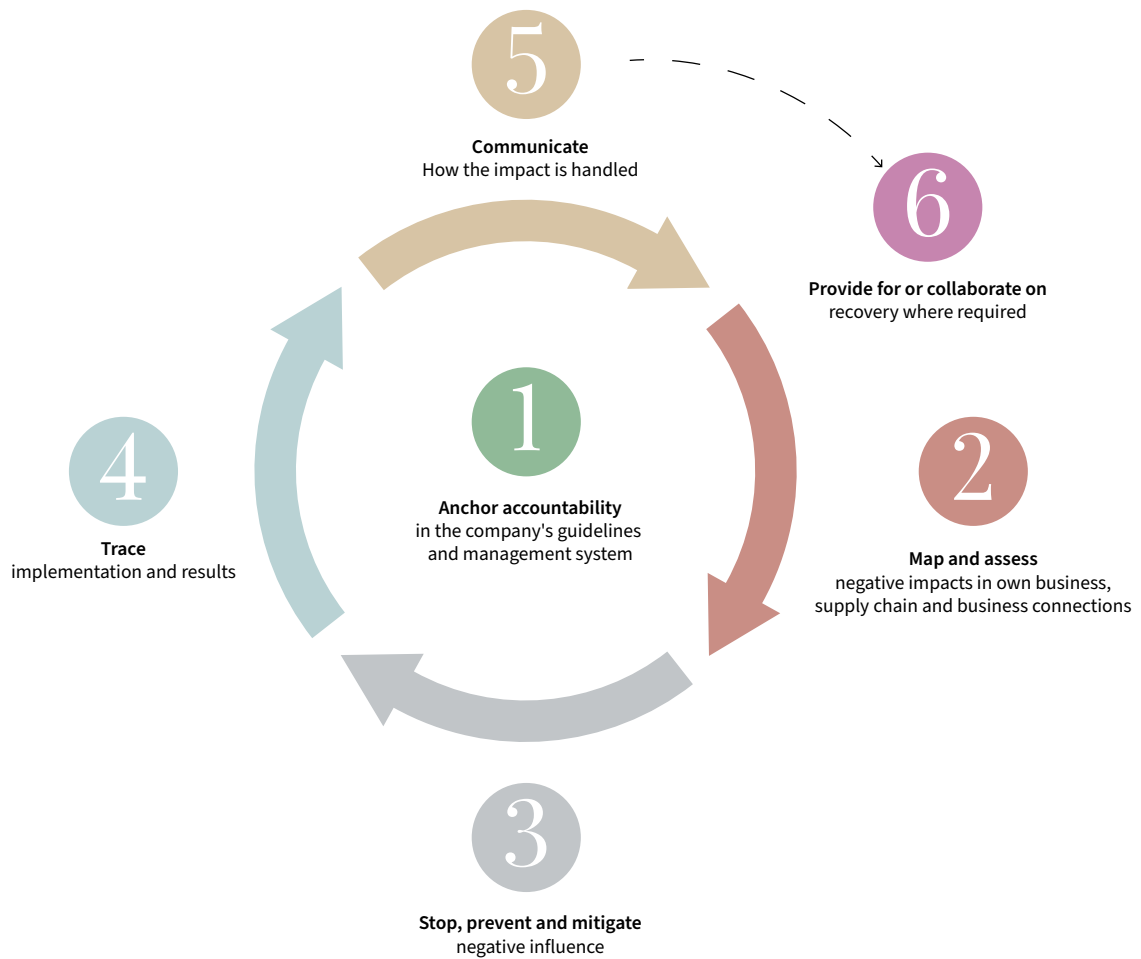 5
Communicate
How the impact is handled
6
Provide for or collaborate on
recovery where required
1
Anchor accountability
in the company's guidelines
and management system
2
Map and assess
negative impacts in own business,
supply chain and business connections
4
Trace
implementation and results
3
Stop, prevent and mitigate
negative influence